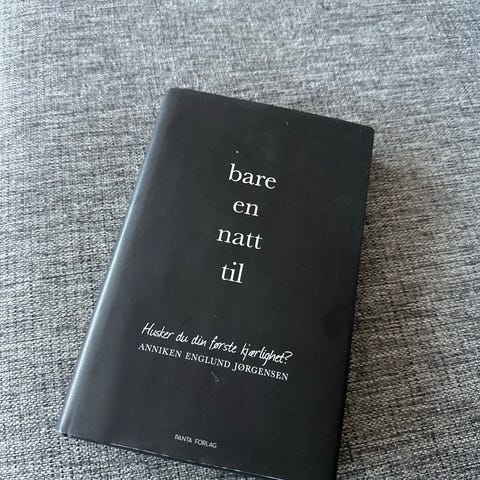 bare
en
natt
til
Husker du din første kjærlighet?
ANNIKEN ENGLUND JØRGENSEN
PANTA FORLAG